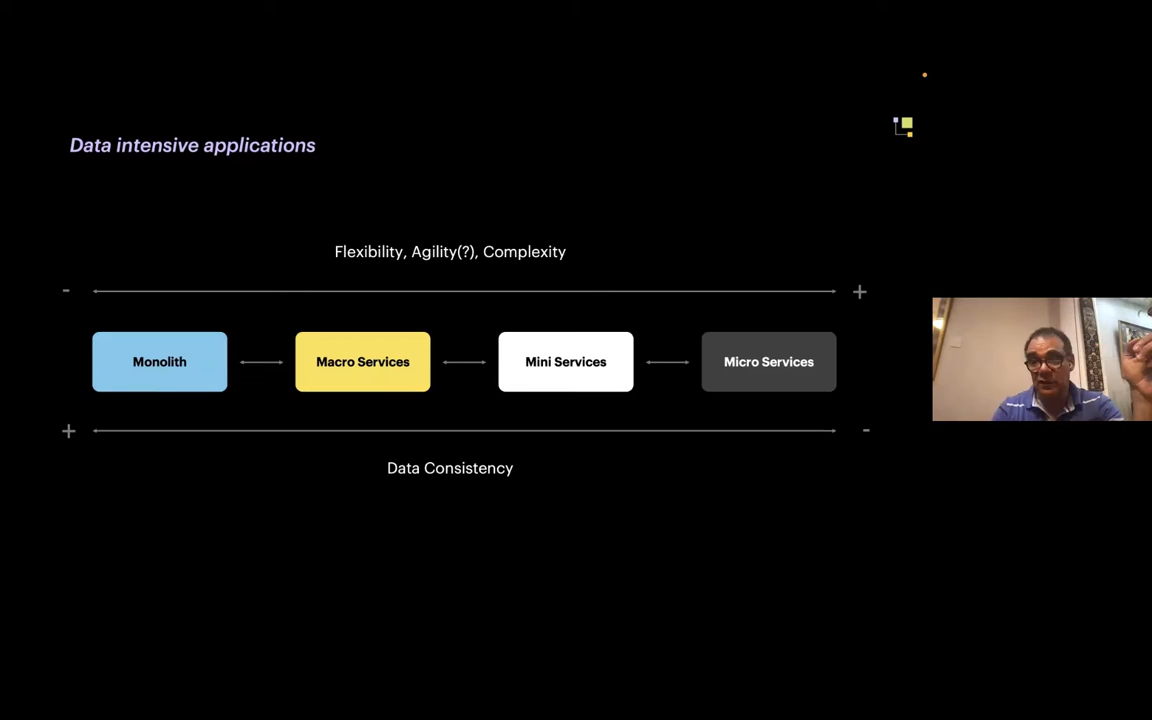 Data intensive applications
Flexibility, Agility(?), Complexity
- +
Monolith Macro Services Mini Services Micro Services
+ -
Data Consistency